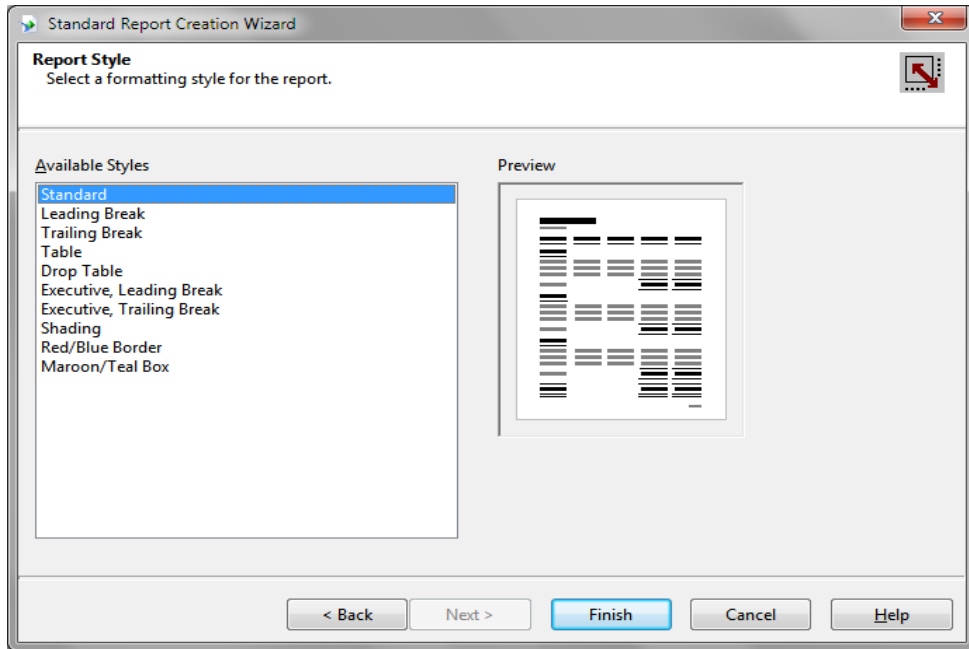 Standard Report Creation Wizard
x
Report Style
Select a formatting style for the report.
Available Styles
Preview
Standard
Leading Break
Trailing Break
Table
Drop Table
Executive, Leading Break
Executive, Trailing Break
Shading
Red/Blue Border
Maroon/Teal Box
< Back
Next >
Finish
Cancel
Help